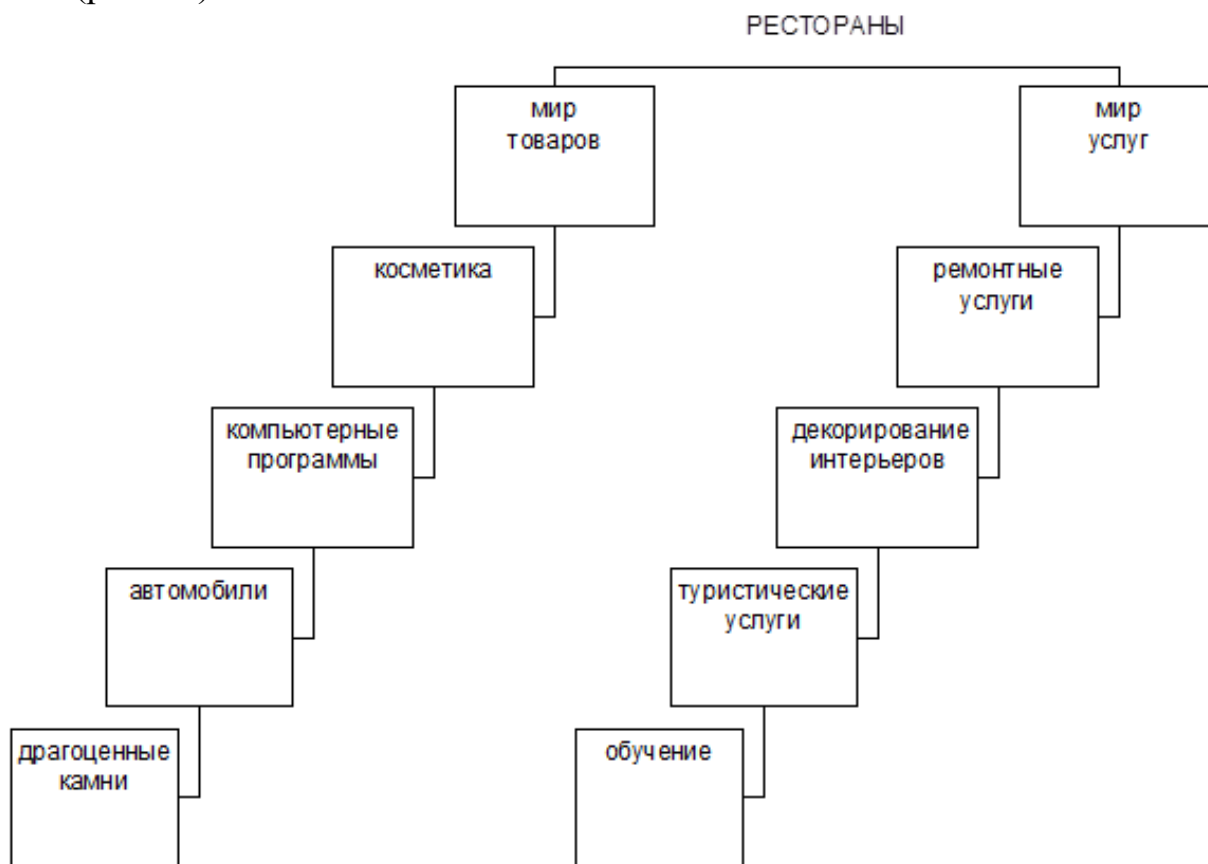 РЕСТОРАНЫ
мир
товаров
мир
услуг
косметика
ремонтные
услуги
компьютерные
программы
декорирование
интерьеров
автомобили
туристические
услуги
драгоценные
камни
обучение